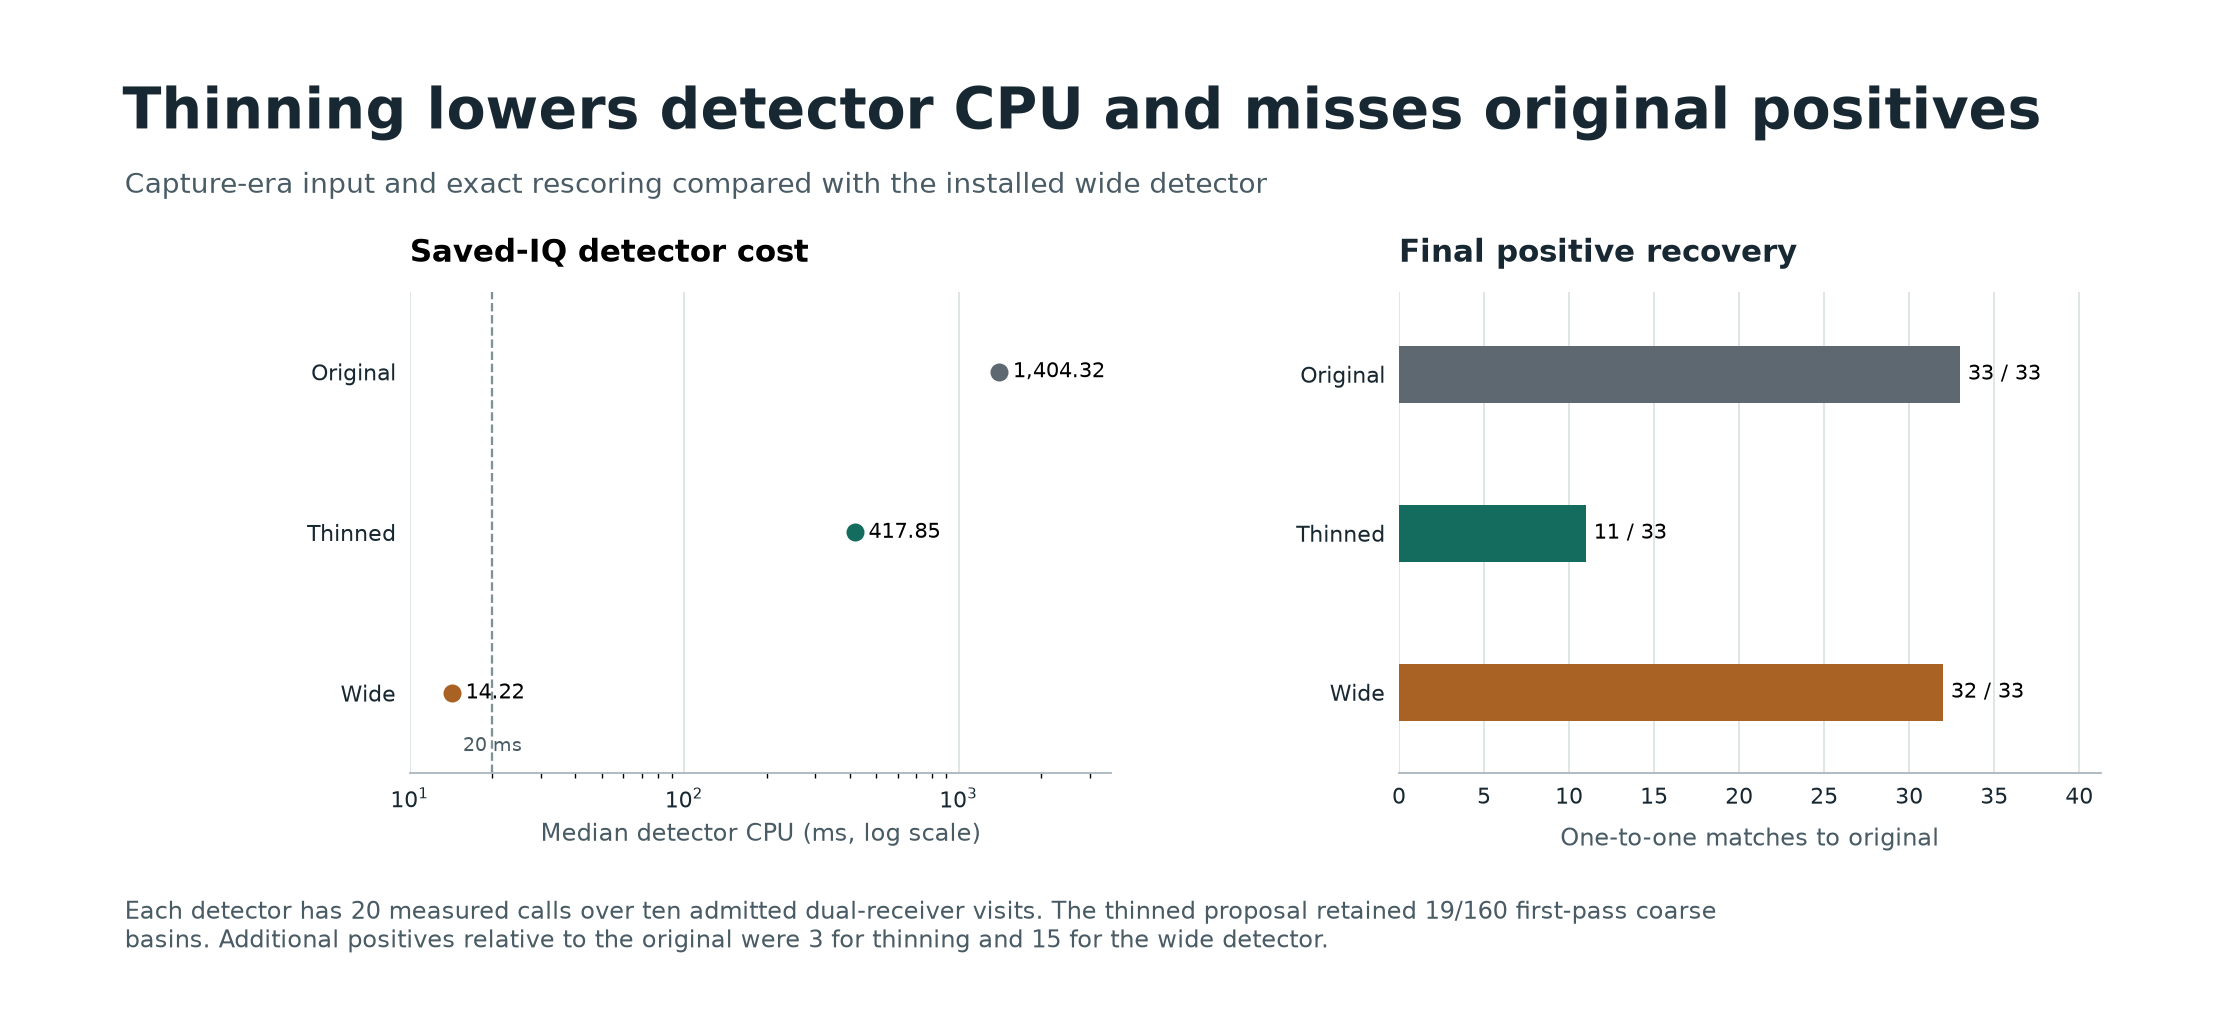 Thinning lowers detector CPU and misses original positives
Capture-era input and exact rescoring compared with the installed wide detector
Saved-IQ detector cost
Original
1,404.32
Thinned
417.85
Wide
14.22
20 ms
10¹ 10² 10³
Median detector CPU (ms, log scale)
Final positive recovery
Original
33 / 33
Thinned
11 / 33
Wide
32 / 33
0 5 10 15 20 25 30 35 40
One-to-one matches to original
Each detector has 20 measured calls over ten admitted dual-receiver visits. The thinned proposal retained 19/160 first-pass coarse
basins. Additional positives relative to the original were 3 for thinning and 15 for the wide detector.